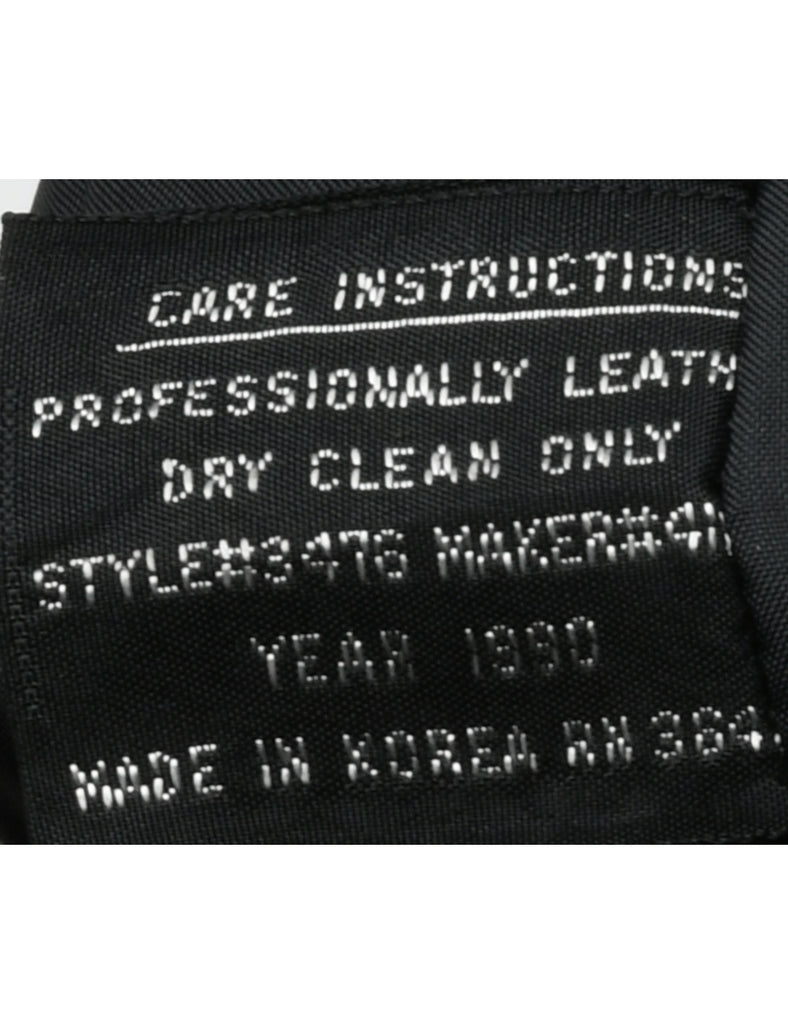 CARE INSTRUCTIONS
PROFESSIONALLY LEATH
DRY CLEAN ONLY
STYLE#3476 MAKER#4
YEAR 1990
MADE IN KOREA RN 364